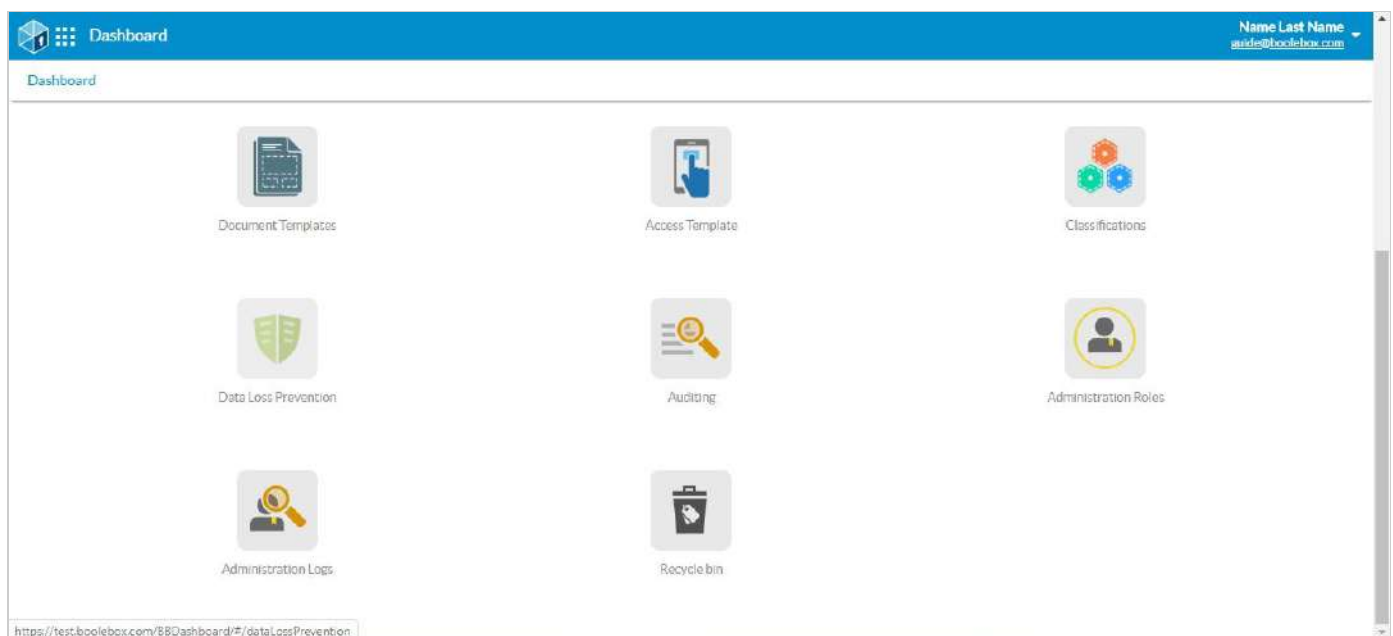 Dashboard
Name Last Name
guide@boolebox.com
Dashboard
Document Templates
Access Template
Classifications
Data Loss Prevention
Auditing
Administration Roles
Administration Logs
Recycle bin
https://test.boolebox.com/BBDashboard/#/dataLossPrevention